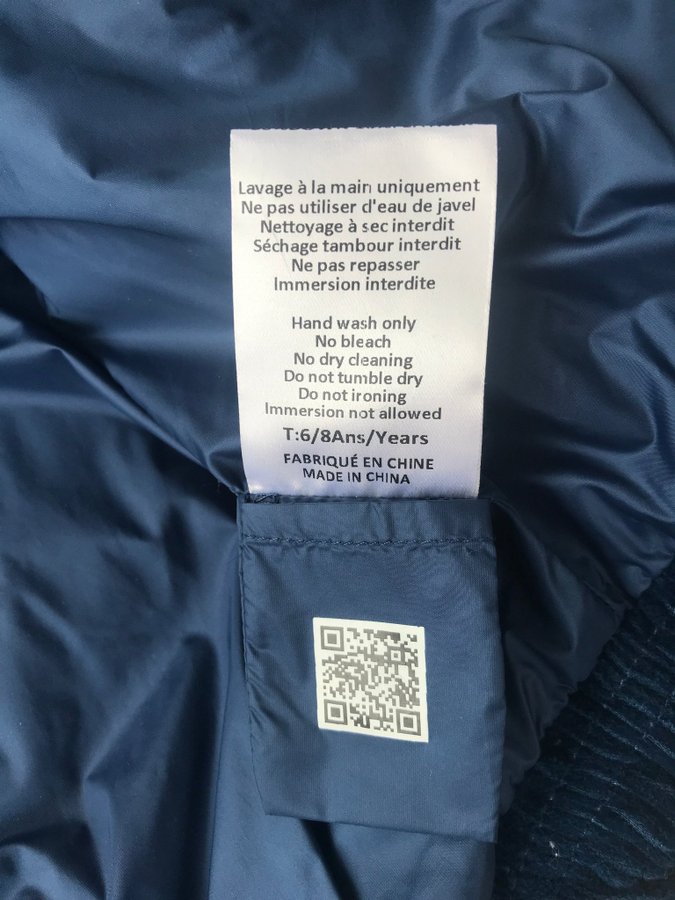 Lavage à la main uniquement
Ne pas utiliser d'eau de javel
Nettoyage à sec interdit
Séchage tambour interdit
Ne pas repasser
Immersion interdite
Hand wash only
No bleach
No dry cleaning
Do not tumble dry
Do not ironing
Immersion not allowed
T:6/8Ans/Years
FABRIQUÉ EN CHINE
MADE IN CHINA